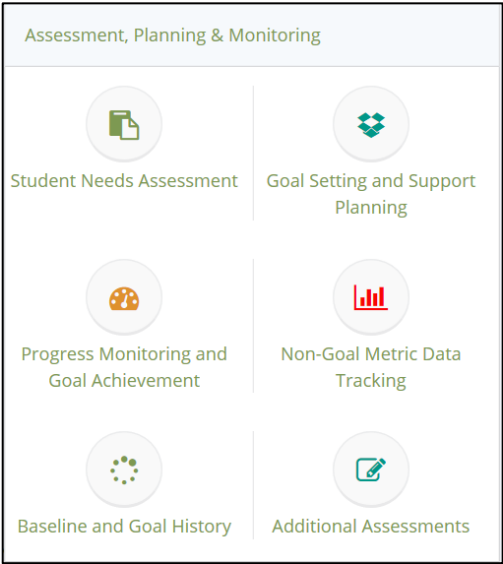 Assessment, Planning & Monitoring
Student Needs Assessment
Goal Setting and Support
Planning
Progress Monitoring and
Goal Achievement
Non-Goal Metric Data
Tracking
Baseline and Goal History
Additional Assessments